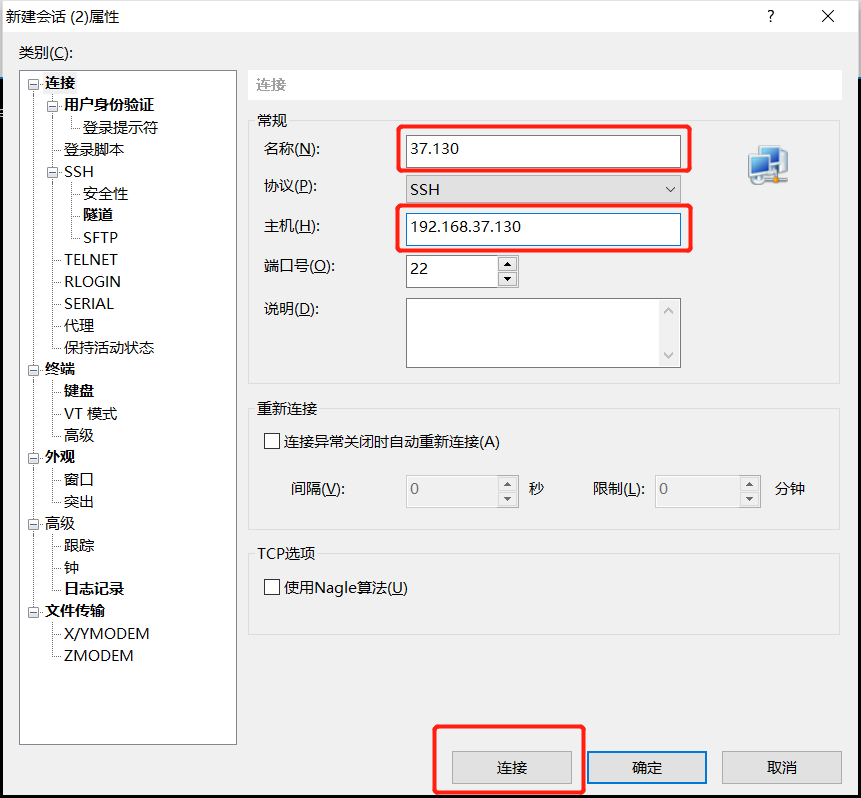 新建会话 (2)属性
?
类别(C):
连接
用户身份验证
登录提示符
登录脚本
SSH
安全性
隧道
SFTP
TELNET
RLOGIN
SERIAL
代理
保持活动状态
终端
键盘
VT 模式
高级
外观
窗口
突出
高级
跟踪
钟
日志记录
文件传输
X/YMODEM
ZMODEM
连接
常规
名称(N): 37.130
协议(P): SSH
主机(H): 192.168.37.130
端口号(O): 22
说明(D):
重新连接
连接异常关闭时自动重新连接(A)
间隔(V): 0 秒 限制(L): 0 分钟
TCP选项
使用Nagle算法(U)
连接 确定 取消